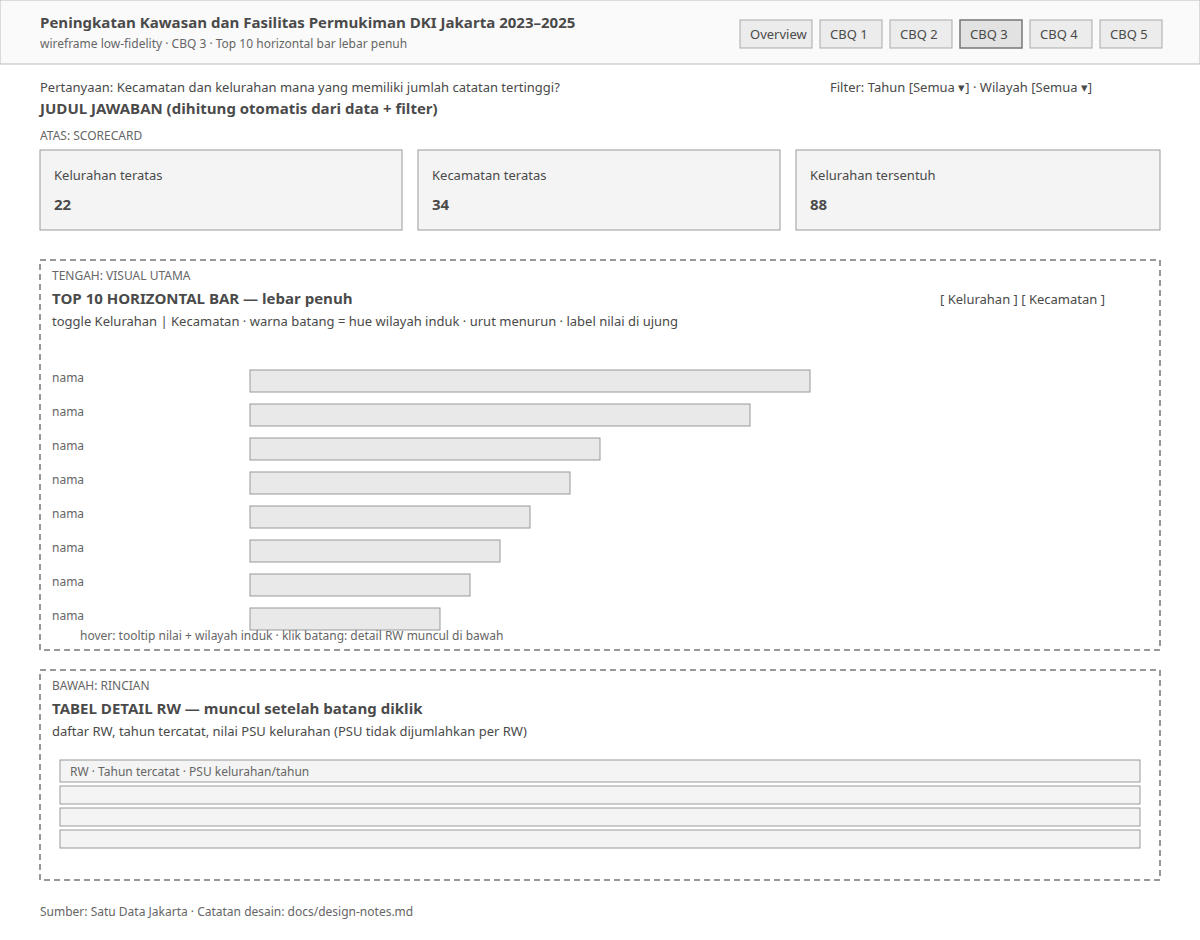 Peningkatan Kawasan dan Fasilitas Permukiman DKI Jakarta 2023–2025
wireframe low-fidelity · CBQ 3 · Top 10 horizontal bar lebar penuh
Overview
CBQ 1
CBQ 2
CBQ 3
CBQ 4
CBQ 5
Pertanyaan: Kecamatan dan kelurahan mana yang memiliki jumlah catatan tertinggi?
Filter: Tahun [Semua ▾] · Wilayah [Semua ▾]
JUDUL JAWABAN (dihitung otomatis dari data + filter)
ATAS: SCORECARD
Kelurahan teratas
22
Kecamatan teratas
34
Kelurahan tersentuh
88
TENGAH: VISUAL UTAMA
TOP 10 HORIZONTAL BAR — lebar penuh
[ Kelurahan ] [ Kecamatan ]
toggle Kelurahan | Kecamatan · warna batang = hue wilayah induk · urut menurun · label nilai di ujung
nama
nama
nama
nama
nama
nama
nama
nama
hover: tooltip nilai + wilayah induk · klik batang: detail RW muncul di bawah
BAWAH: RINCIAN
TABEL DETAIL RW — muncul setelah batang diklik
daftar RW, tahun tercatat, nilai PSU kelurahan (PSU tidak dijumlahkan per RW)
RW · Tahun tercatat · PSU kelurahan/tahun
Sumber: Satu Data Jakarta · Catatan desain: docs/design-notes.md